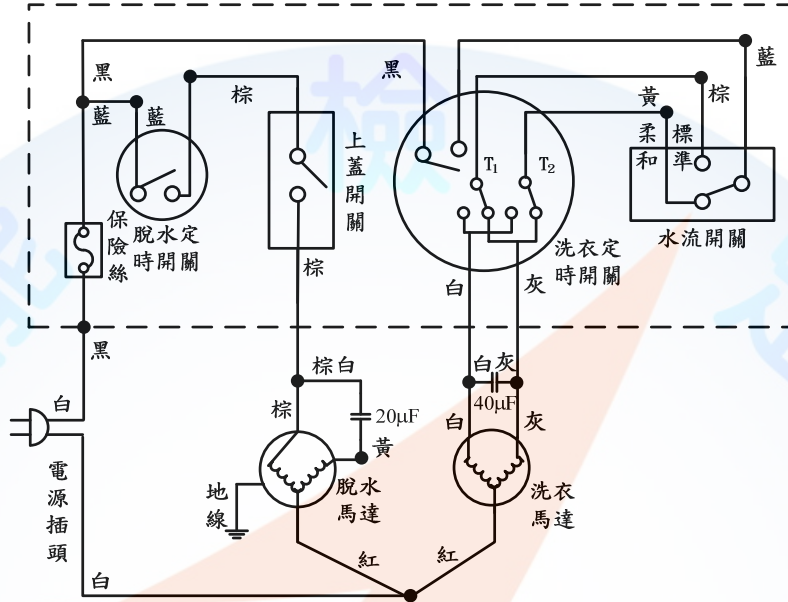 黑
黑
藍
黃
棕
棕
藍
藍
柔和
標準
上蓋開關
T1
T2
保險絲
脫水定
時開關
洗衣定
時開關
水流開關
棕
白
灰
黑
棕白
白灰
白
棕
20μF
40μF
白
灰
黃
電源插頭
地線
脫水
馬達
洗衣
馬達
紅
紅
白
檢
能